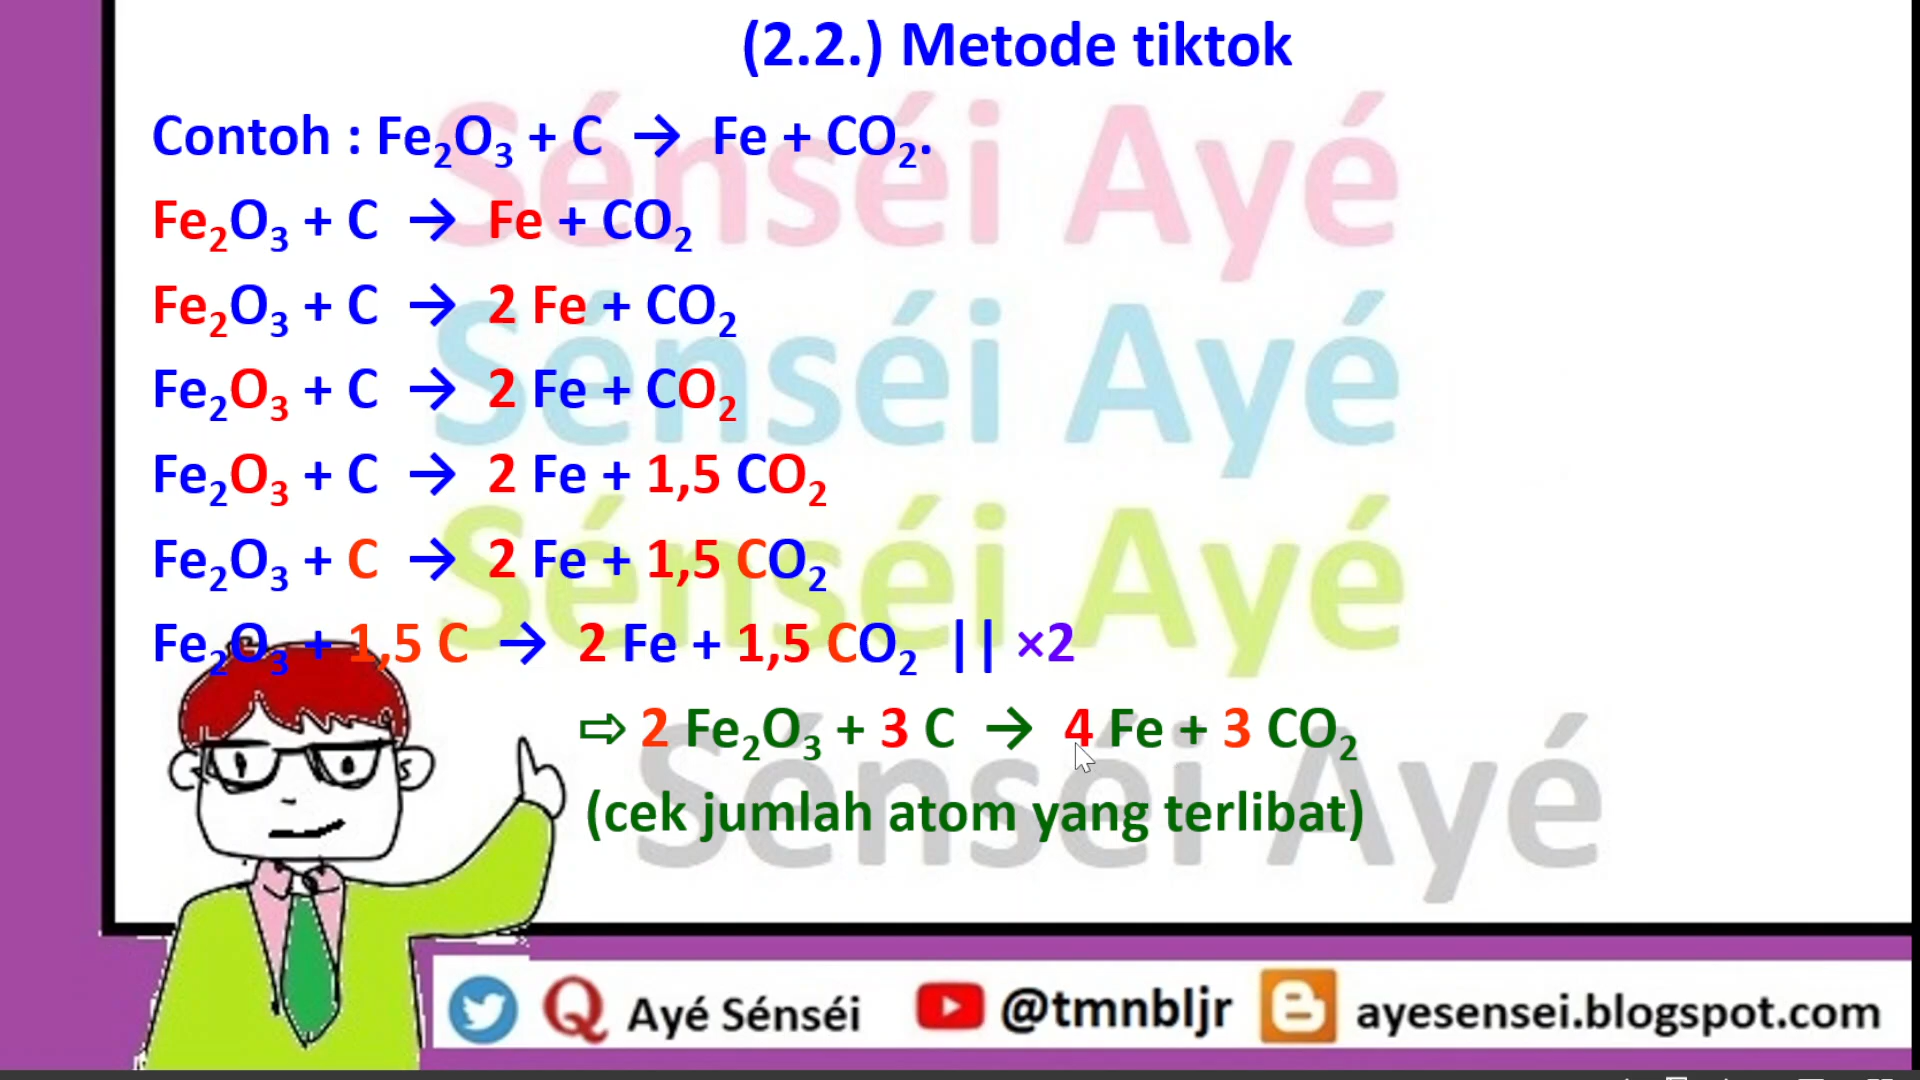 (2.2.) Metode tiktok
Contoh : Fe₂O₃ + C → Fe + CO₂.
Fe₂O₃ + C → Fe + CO₂
Fe₂O₃ + C → 2 Fe + CO₂
Fe₂O₃ + C → 2 Fe + CO₂
Fe₂O₃ + C → 2 Fe + 1,5 CO₂
Fe₂O₃ + C → 2 Fe + 1,5 CO₂
Fe₂O₃ + 1,5 C → 2 Fe + 1,5 CO₂ || ×2
⇨ 2 Fe₂O₃ + 3 C → 4 Fe + 3 CO₂
(cek jumlah atom yang terlibat)
Sénséi Ayé
Sénséi Ayé
Sénséi Ayé
Sénséi Ayé
Ayé Sénséi @tmnbljr ayesensei.blogspot.com